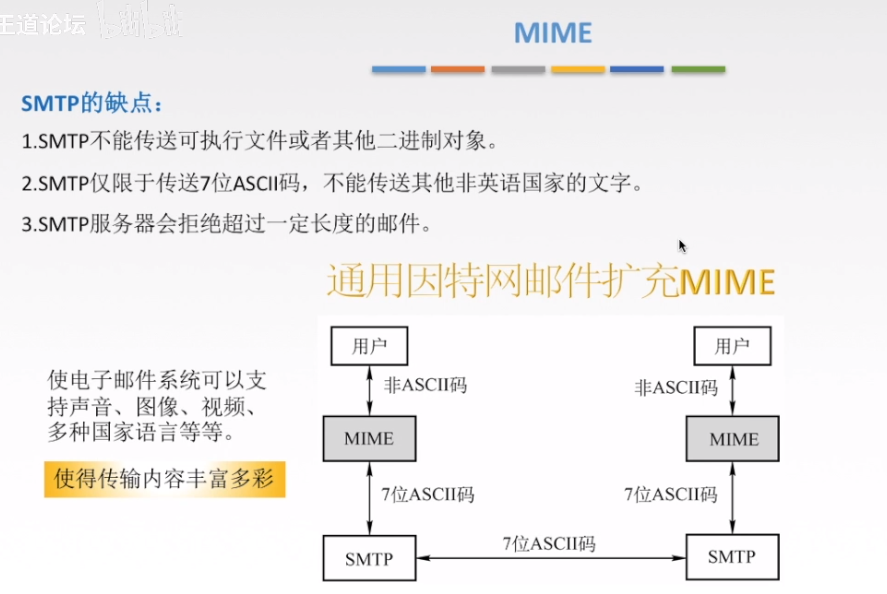 王道论坛
MIME
SMTP的缺点：
1.SMTP不能传送可执行文件或者其他二进制对象。
2.SMTP仅限于传送7位ASCII码，不能传送其他非英语国家的文字。
3.SMTP服务器会拒绝超过一定长度的邮件。
通用因特网邮件扩充MIME
使电子邮件系统可以支
持声音、图像、视频、
多种国家语言等等。
使得传输内容丰富多彩
用户
用户
非ASCII码
非ASCII码
MIME
MIME
7位ASCII码
7位ASCII码
SMTP
7位ASCII码
SMTP